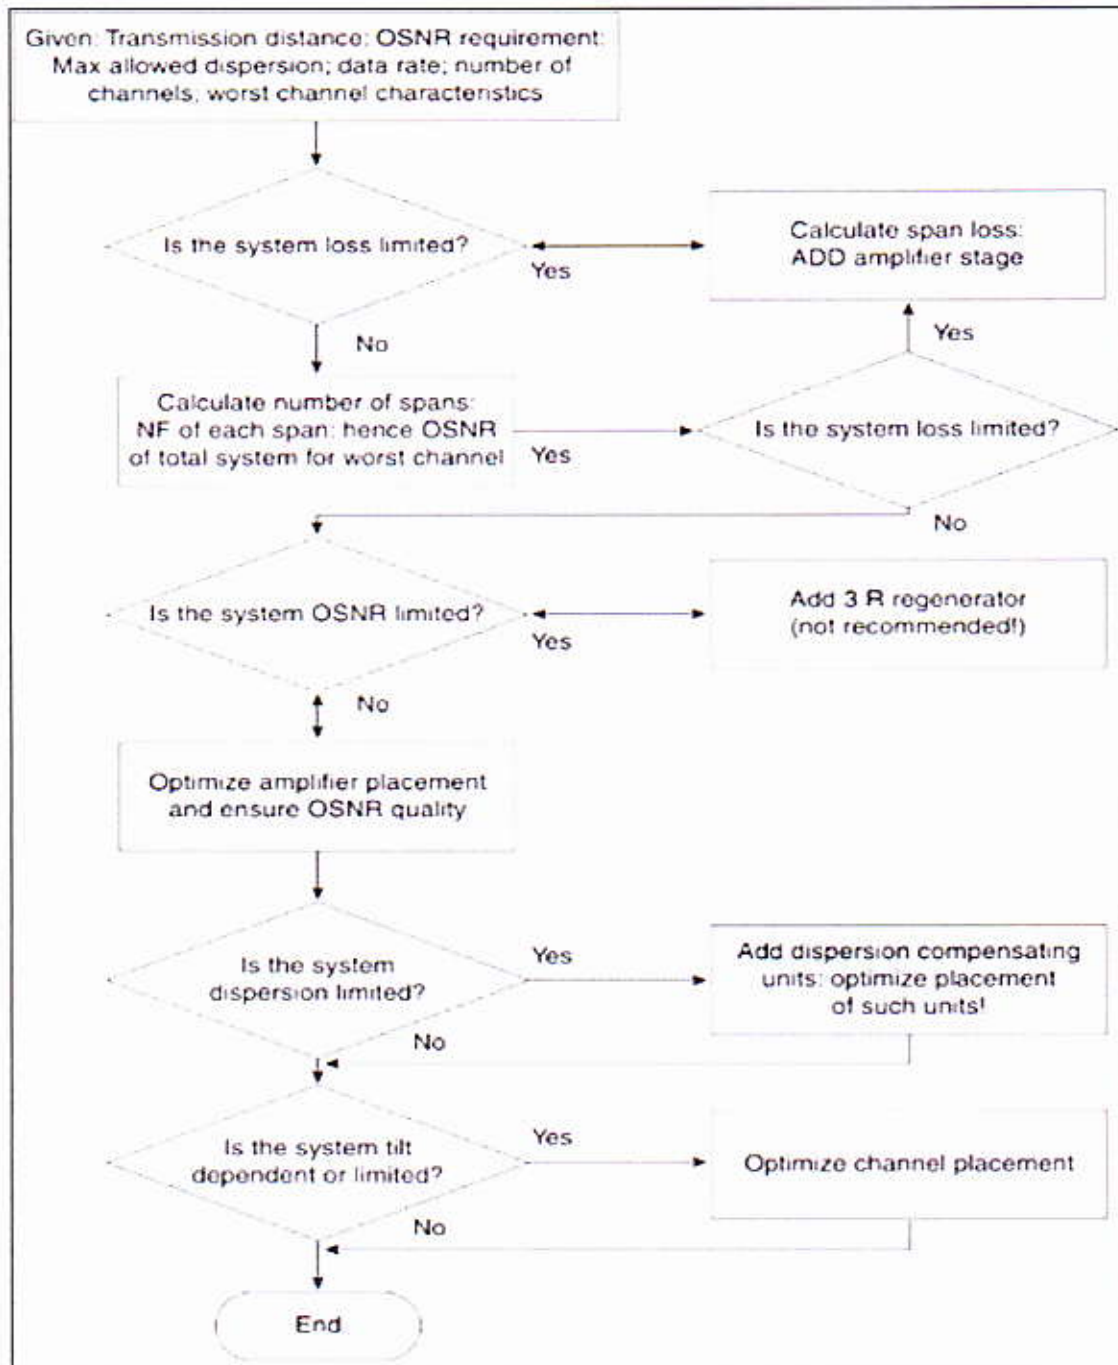 Given: Transmission distance; OSNR requirement;
Max allowed dispersion; data rate; number of
channels; worst channel characteristics
Is the system loss limited?
Yes
Calculate span loss:
ADD amplifier stage
No
Yes
Calculate number of spans:
NF of each span: hence OSNR
of total system for worst channel
Yes
Is the system loss limited?
No
Is the system OSNR limited?
Yes
Add 3 R regenerator
(not recommended!)
No
Optimize amplifier placement
and ensure OSNR quality
Is the system
dispersion limited?
Yes
Add dispersion compensating
units: optimize placement
of such units!
No
Is the system tilt
dependent or limited?
Yes
Optimize channel placement
No
End